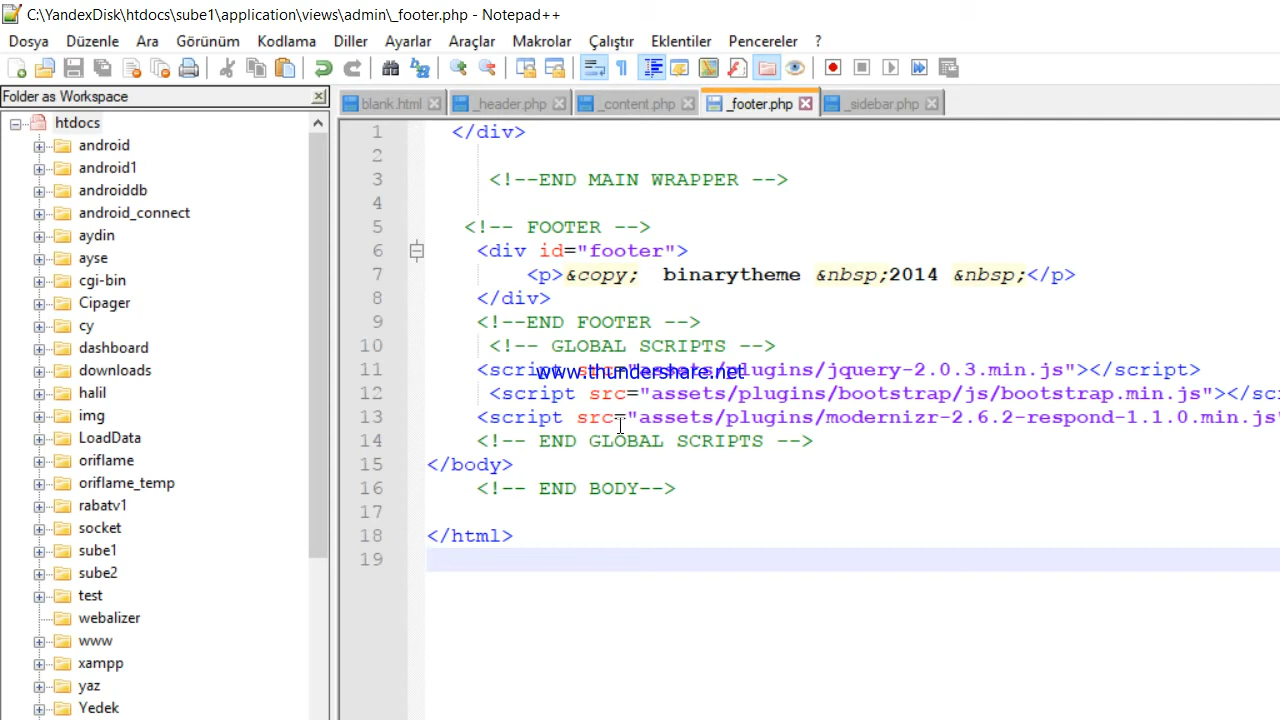 C:\YandexDisk\htdocs\sube1\application\views\admin\_footer.php - Notepad++
Dosya Düzenle Ara Görünüm Kodlama Diller Ayarlar Araçlar Makrolar Çalıştır Eklentiler Pencereler ?
Folder as Workspace
blank.html _header.php _content.php _footer.php _sidebar.php
htdocs
android
android1
androiddb
android_connect
aydin
ayse
cgi-bin
Cipager
cy
dashboard
downloads
halil
img
LoadData
oriflame
oriflame_temp
rabatv1
socket
sube1
sube2
test
webalizer
www
xampp
yaz
Yedek
1 </div>
2
3 <!--END MAIN WRAPPER -->
4
5 <!-- FOOTER -->
6 <div id="footer">
7 <p>&copy; binarytheme &nbsp;2014 &nbsp;</p>
8 </div>
9 <!--END FOOTER -->
10 <!-- GLOBAL SCRIPTS -->
11 <script src="assets/plugins/jquery-2.0.3.min.js"></script>
www.thundershare.net
12 <script src="assets/plugins/bootstrap/js/bootstrap.min.js"></sc
13 <script src="assets/plugins/modernizr-2.6.2-respond-1.1.0.min.js"
14 <!-- END GLOBAL SCRIPTS -->
15 </body>
16 <!-- END BODY-->
17
18 </html>
19